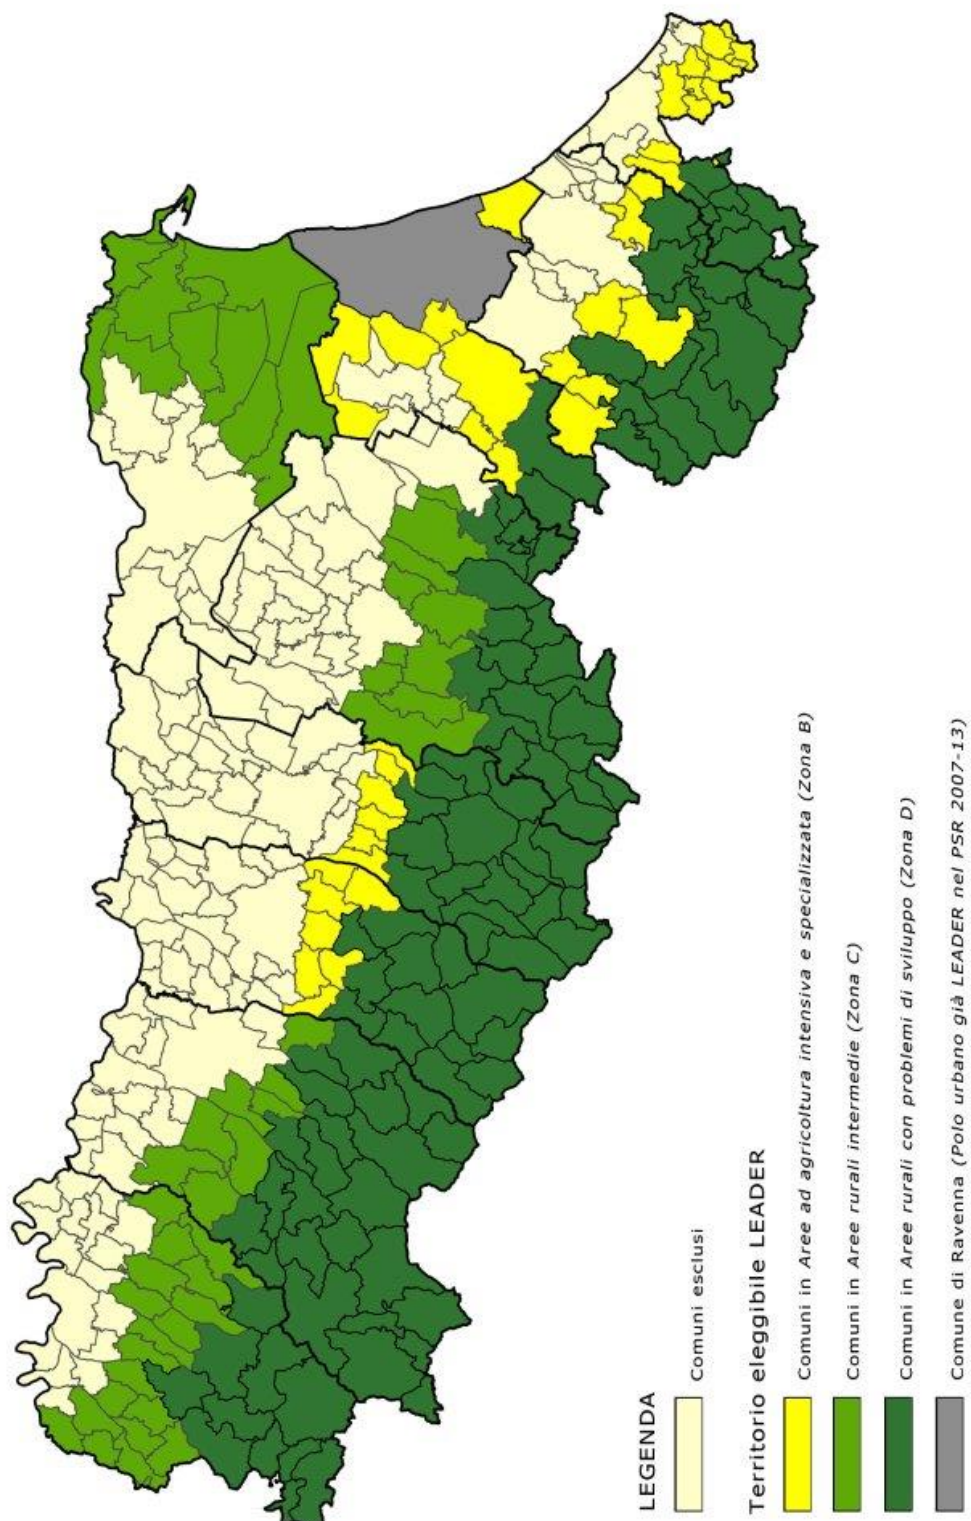 LEGENDA
Comuni esclusi
Territorio eleggibile LEADER
Comuni in Aree ad agricoltura intensiva e specializzata (Zona B)
Comuni in Aree rurali intermedie (Zona C)
Comuni in Aree rurali con problemi di sviluppo (Zona D)
Comune di Ravenna (Polo urbano già LEADER nel PSR 2007-13)